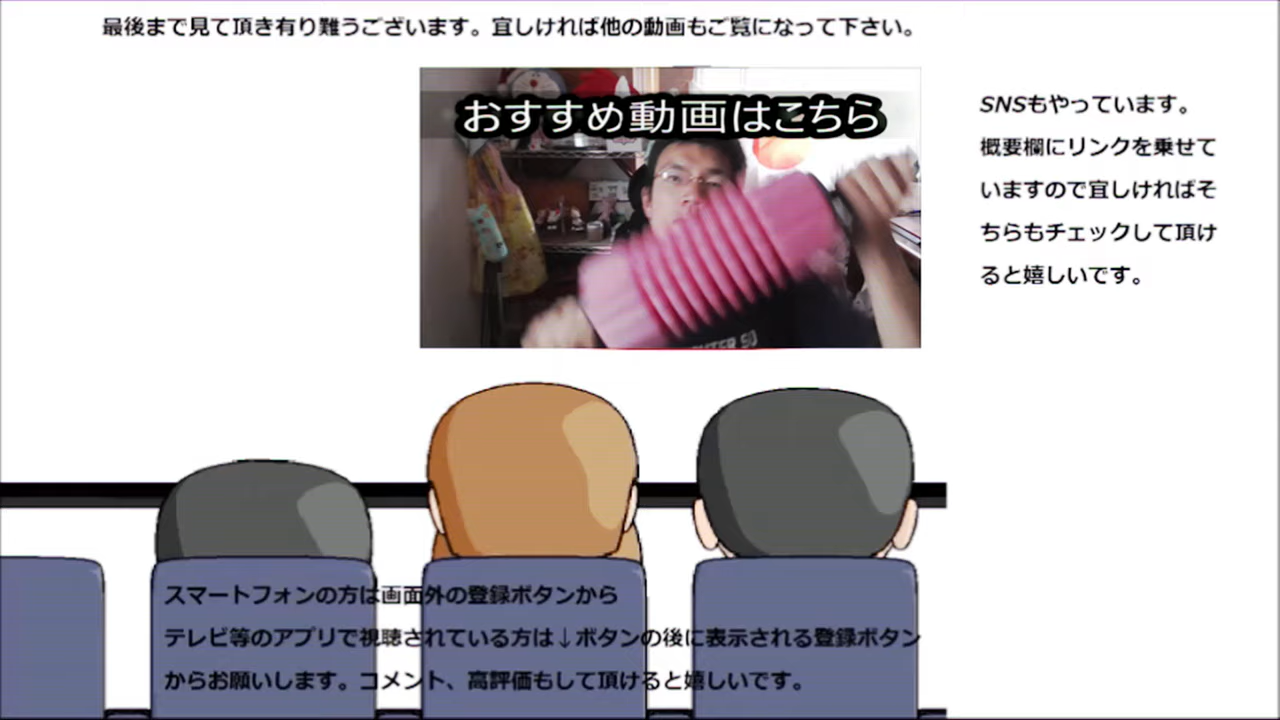 最後まで見て頂き有り難うございます。宜しければ他の動画もご覧になって下さい。
おすすめ動画はこちら
SNSもやっています。
概要欄にリンクを乗せて
いますので宜しければそ
ちらもチェックして頂け
ると嬉しいです。
スマートフォンの方は画面外の登録ボタンから
テレビ等のアプリで視聴されている方は↓ボタンの後に表示される登録ボタン
からお願いします。コメント、高評価もして頂けると嬉しいです。